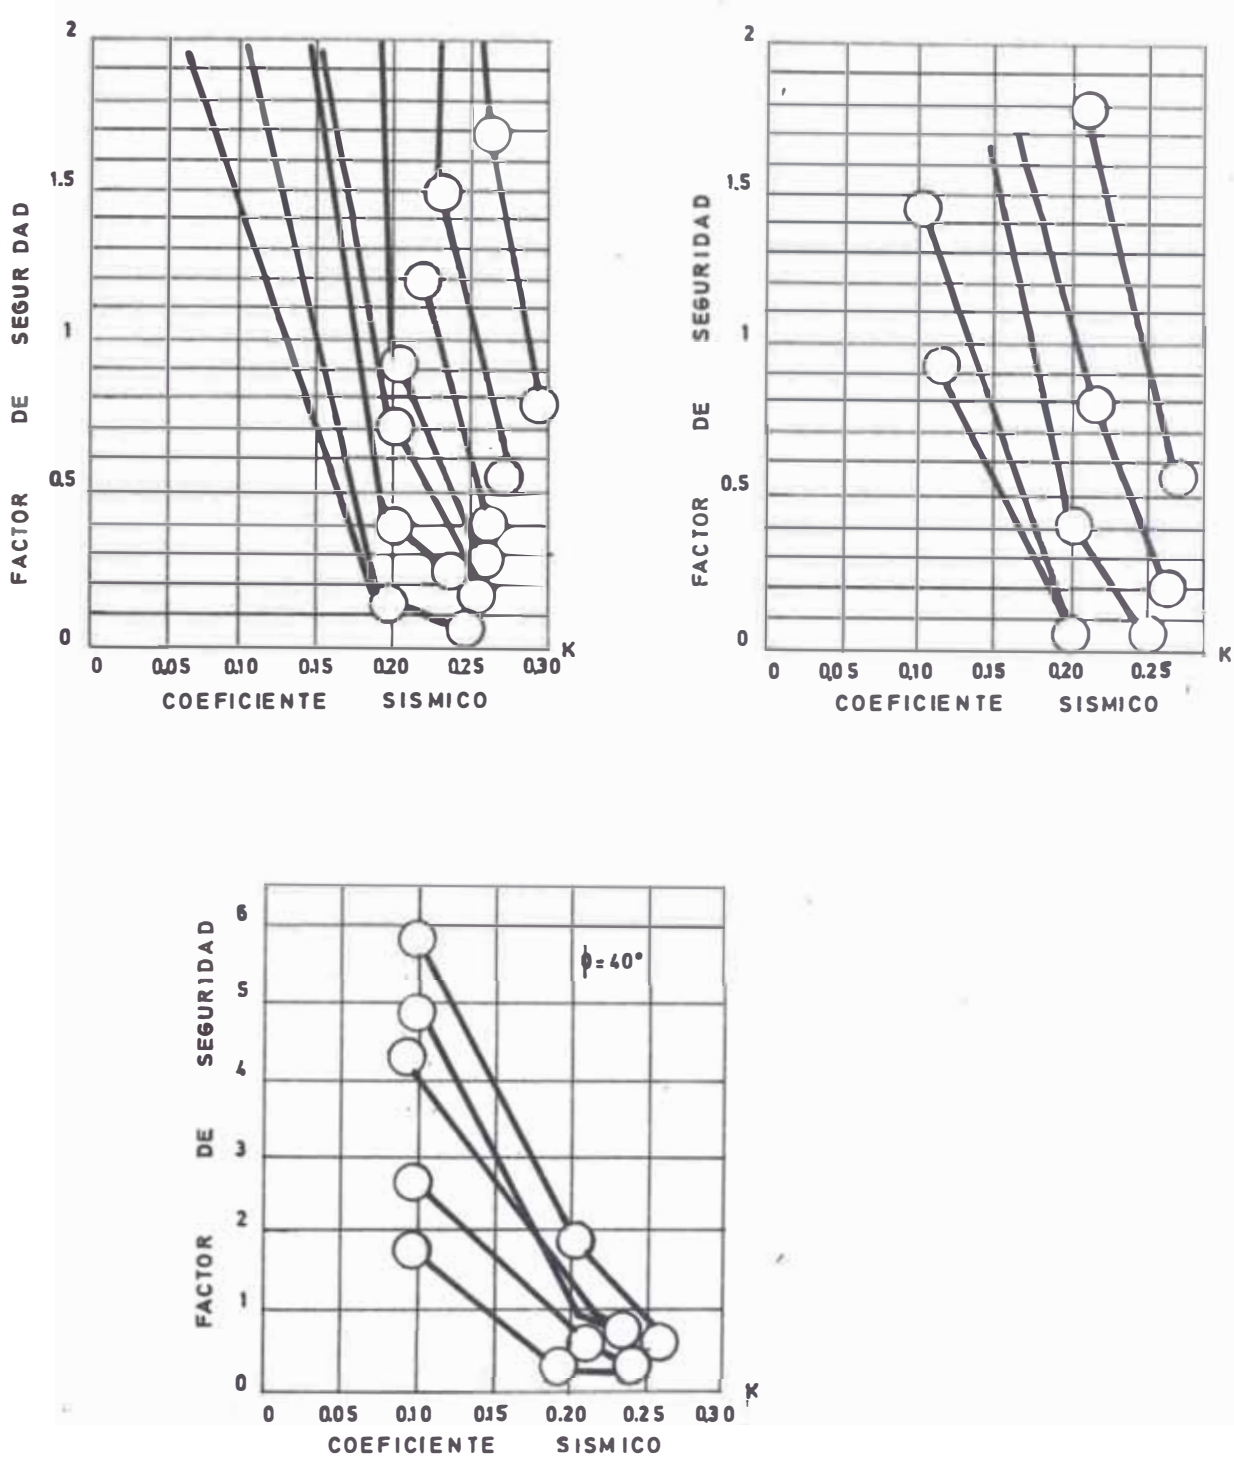 2
1.5
1
0.5
0
FACTOR DE SEGURIDAD
0 0.05 0.10 0.15 0.20 0.25 0.30 K
COEFICIENTE SISMICO
2
1.5
1
0.5
0
FACTOR DE SEGURIDAD
0 0,05 0,10 0.15 0,20 0.25 K
COEFICIENTE SISMICO
6
5
4
3
2
1
0
FACTOR DE SEGURIDAD
ϕ=40°
0 0.05 0.10 0.15 0.20 0.25 0,30 K
COEFICIENTE SISMICO